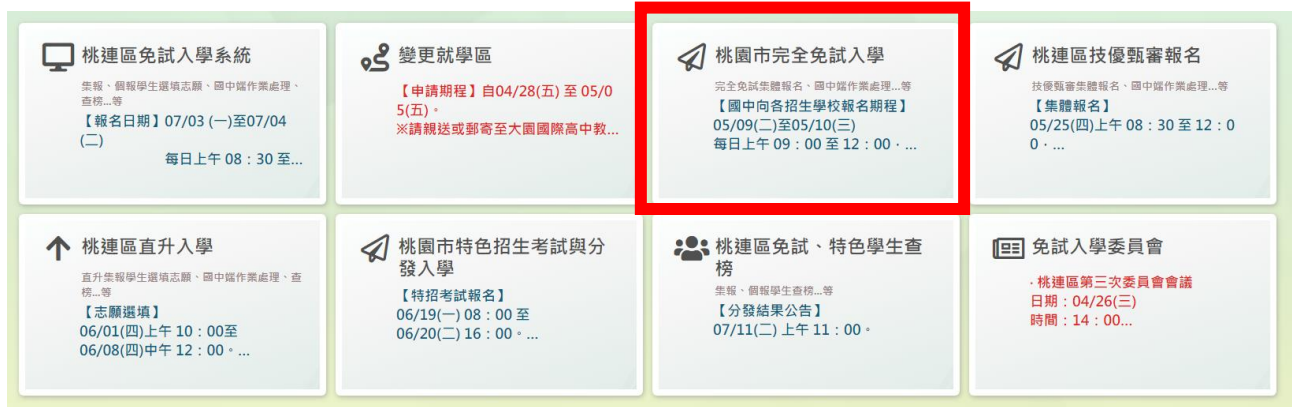 桃連區免試入學系統
集報、個報學生選填志願、國中端作業處理、
查榜...等
【報名日期】07/03 (一)至07/04
(二)
每日上午 08：30 至...
變更就學區
【申請期程】自04/28(五) 至 05/0
5(五)。
※請親送或郵寄至大園國際高中教...
桃園市完全免試入學
完全免試集體報名、國中端作業處理...等
【國中向各招生學校報名期程】
05/09(二)至05/10(三)
每日上午 09：00 至 12：00，...
桃連區技優甄審報名
技優甄審集體報名、國中端作業處理...等
【集體報名】
05/25(四)上午 08：30 至 12：0
0，...
桃連區直升入學
直升集報學生選填志願、國中端作業處理、查
榜...等
【志願選填】
06/01(四)上午 10：00至
06/08(四)中午 12：00。...
桃園市特色招生考試與分
發入學
【特招考試報名】
06/19(一) 08：00 至
06/20(二) 16：00。...
桃連區免試、特色學生查
榜
集報、個報學生查榜...等
【分發結果公告】
07/11(二) 上午 11：00。
免試入學委員會
·桃連區第三次委員會會議
日期：04/26(三)
時間：14：00...